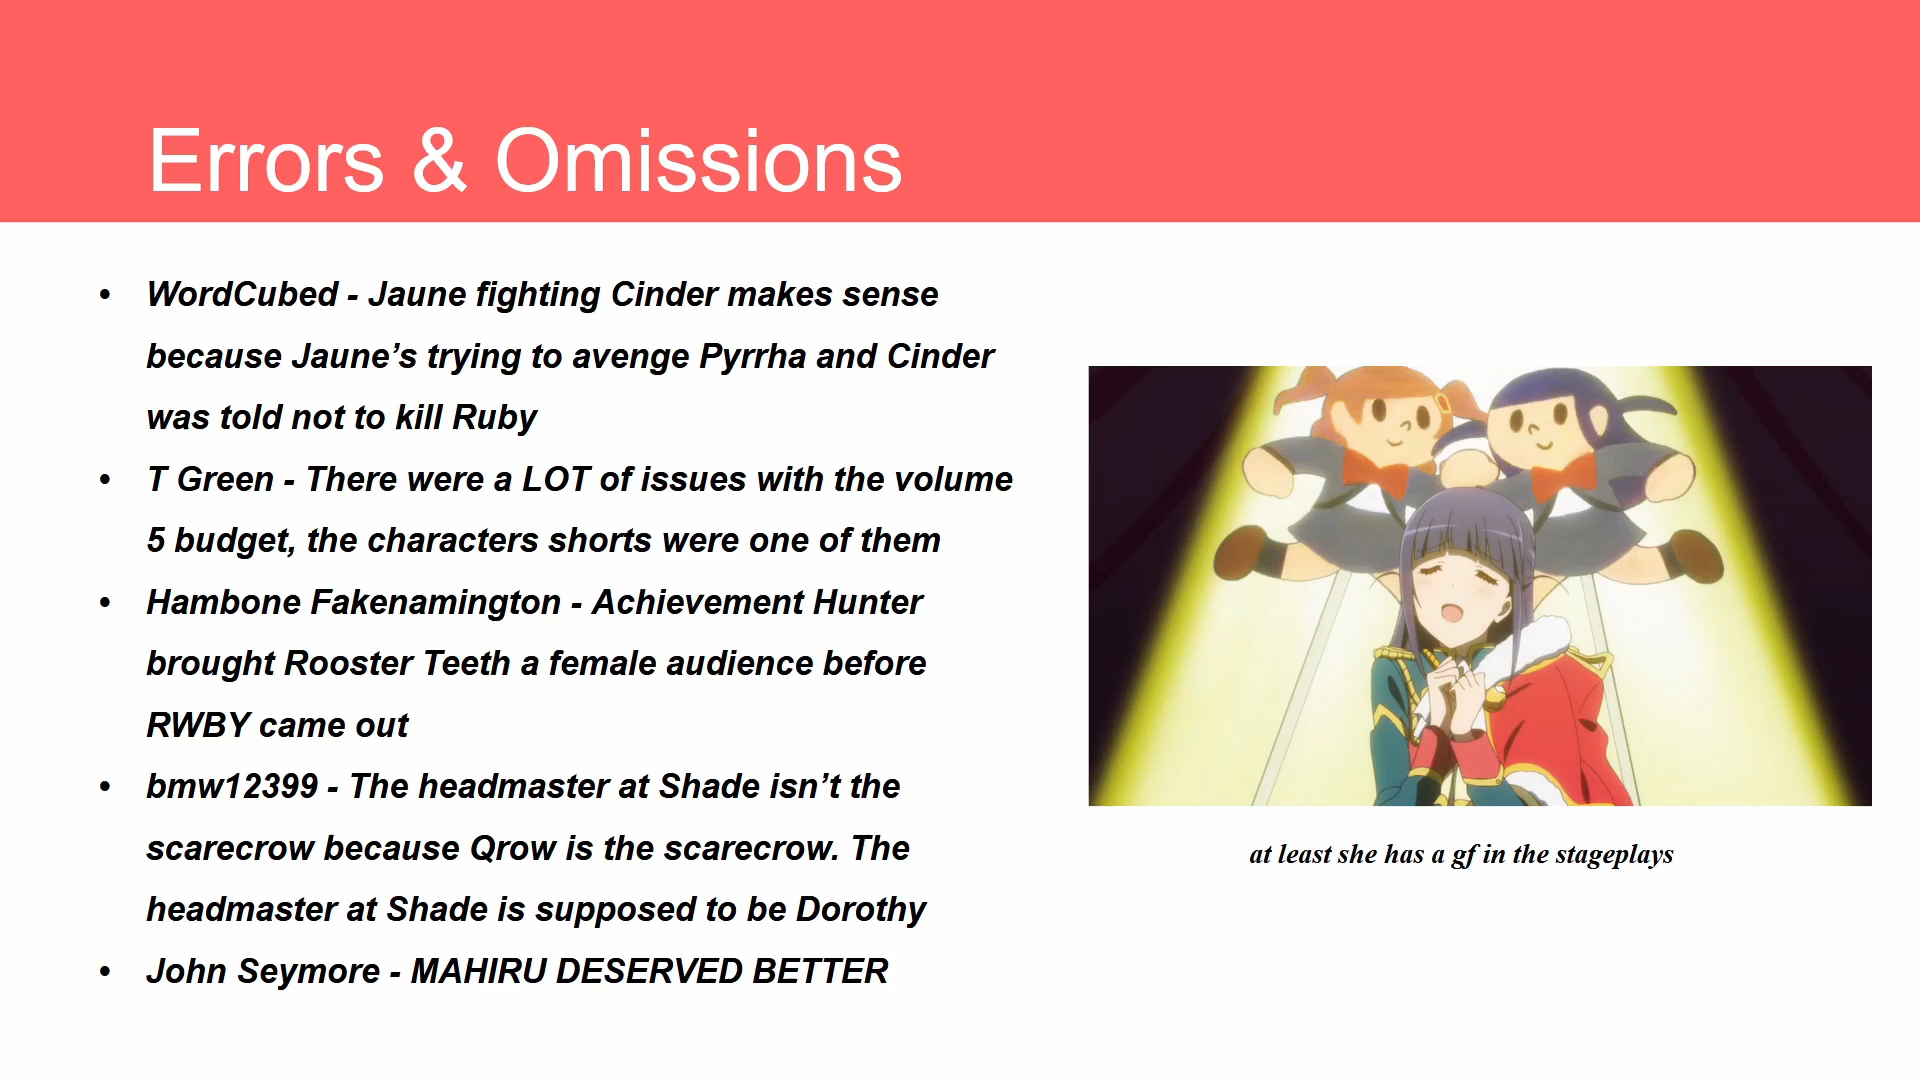 Errors & Omissions
• WordCubed - Jaune fighting Cinder makes sense
because Jaune’s trying to avenge Pyrrha and Cinder
was told not to kill Ruby
• T Green - There were a LOT of issues with the volume
5 budget, the characters shorts were one of them
• Hambone Fakenamington - Achievement Hunter
brought Rooster Teeth a female audience before
RWBY came out
• bmw12399 - The headmaster at Shade isn’t the
scarecrow because Qrow is the scarecrow. The
headmaster at Shade is supposed to be Dorothy
• John Seymore - MAHIRU DESERVED BETTER
at least she has a gf in the stageplays